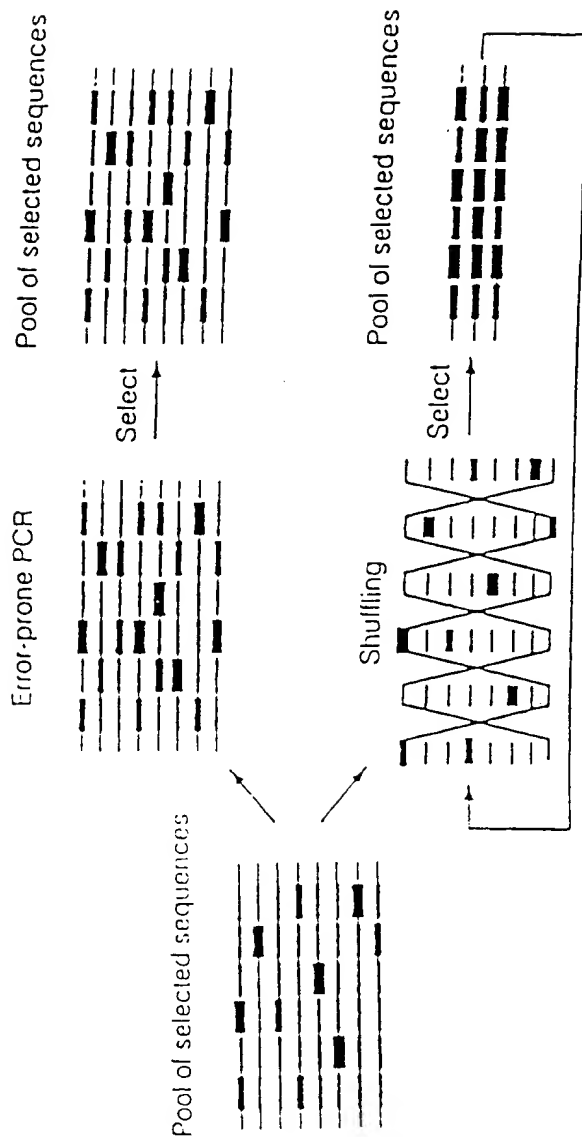 Pool of selected sequences
Error-prone PCR
Select
Pool of selected sequences
Shuffling
Select
Pool of selected sequences